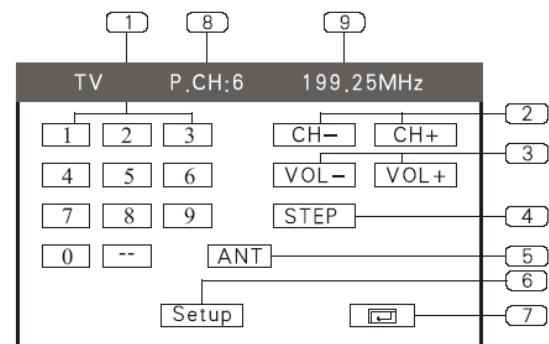 1 8 9
TV P.CH:6 199.25MHz
1 2 3 CH− CH+ 2
3
4 5 6 VOL− VOL+
7 8 9 STEP 4
0 -- ANT 5
6
Setup 7